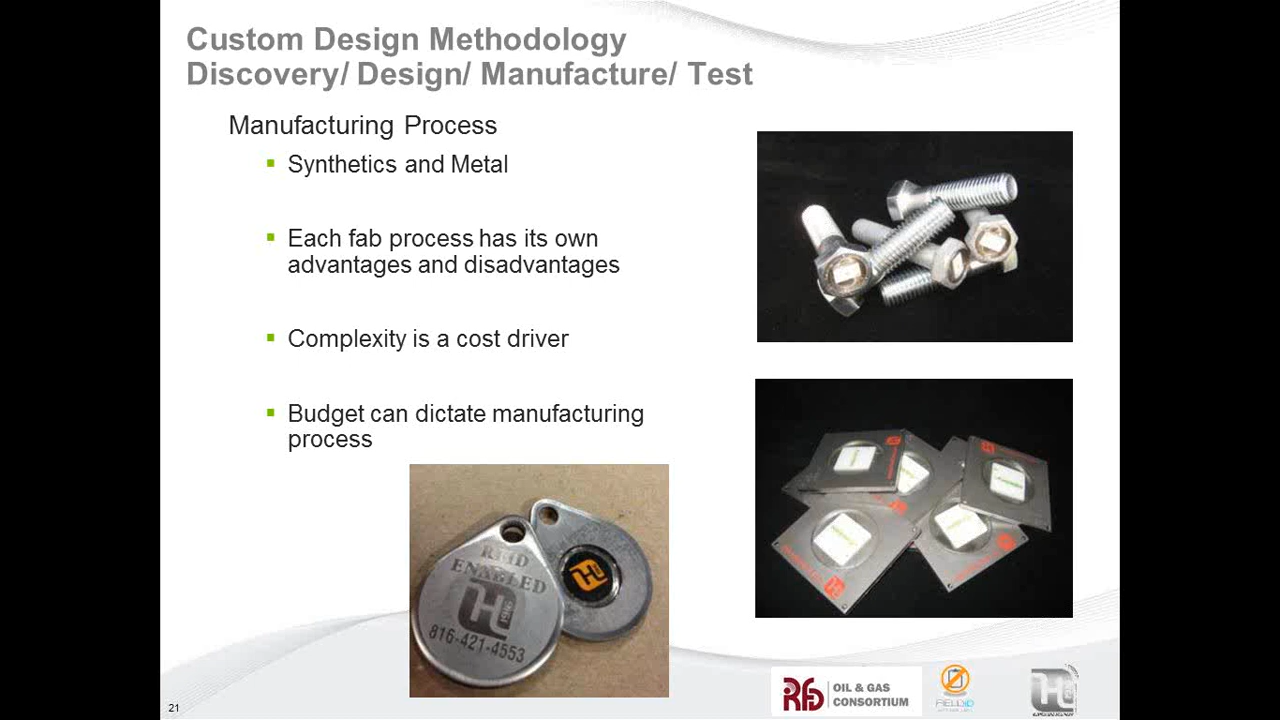 Custom Design Methodology
Discovery/ Design/ Manufacture/ Test
Manufacturing Process
Synthetics and Metal
Each fab process has its own
advantages and disadvantages
Complexity is a cost driver
Budget can dictate manufacturing
process
RFID
ENABLED
816-421-4553
21
RFID
OIL & GAS
CONSORTIUM